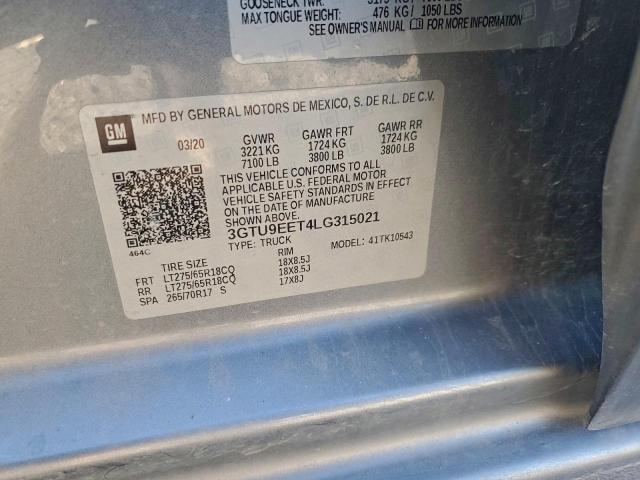 GOOSENECK TWR:
MAX TONGUE WEIGHT: 476 KG / 1050 LBS
SEE OWNER'S MANUAL FOR MORE INFORMATION
GM
MFD BY GENERAL MOTORS DE MEXICO, S. DE R.L. DE C.V.
03/20 GVWR GAWR FRT GAWR RR
3221 KG 1724 KG 1724 KG
7100 LB 3800 LB 3800 LB
THIS VEHICLE CONFORMS TO ALL
APPLICABLE U.S. FEDERAL MOTOR
VEHICLE SAFETY STANDARDS IN EFFECT
ON THE DATE OF MANUFACTURE
3GTU9EET4LG315021
TYPE: TRUCK MODEL: 41TK10543
464C
TIRE SIZE RIM
FRT LT275/65R18CQ 18X8.5J
RR LT275/65R18CQ 18X8.5J
SPA 265/70R17 S 17X8J